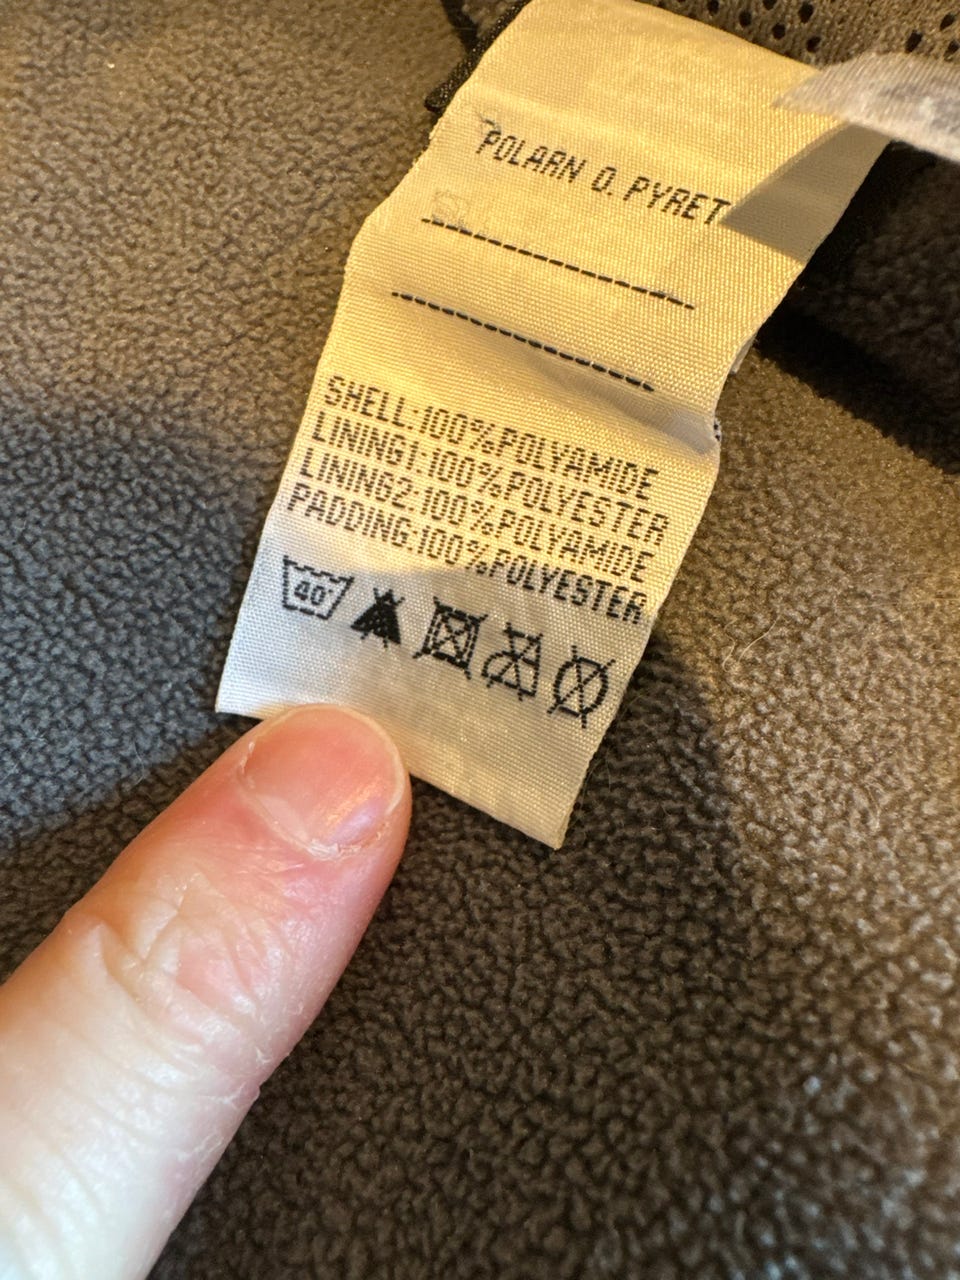 POLARN O. PYRET
SHELL:100%POLYAMIDE
LINING1:100%POLYESTER
LINING2:100%POLYAMIDE
PADDING:100%POLYESTER
40°